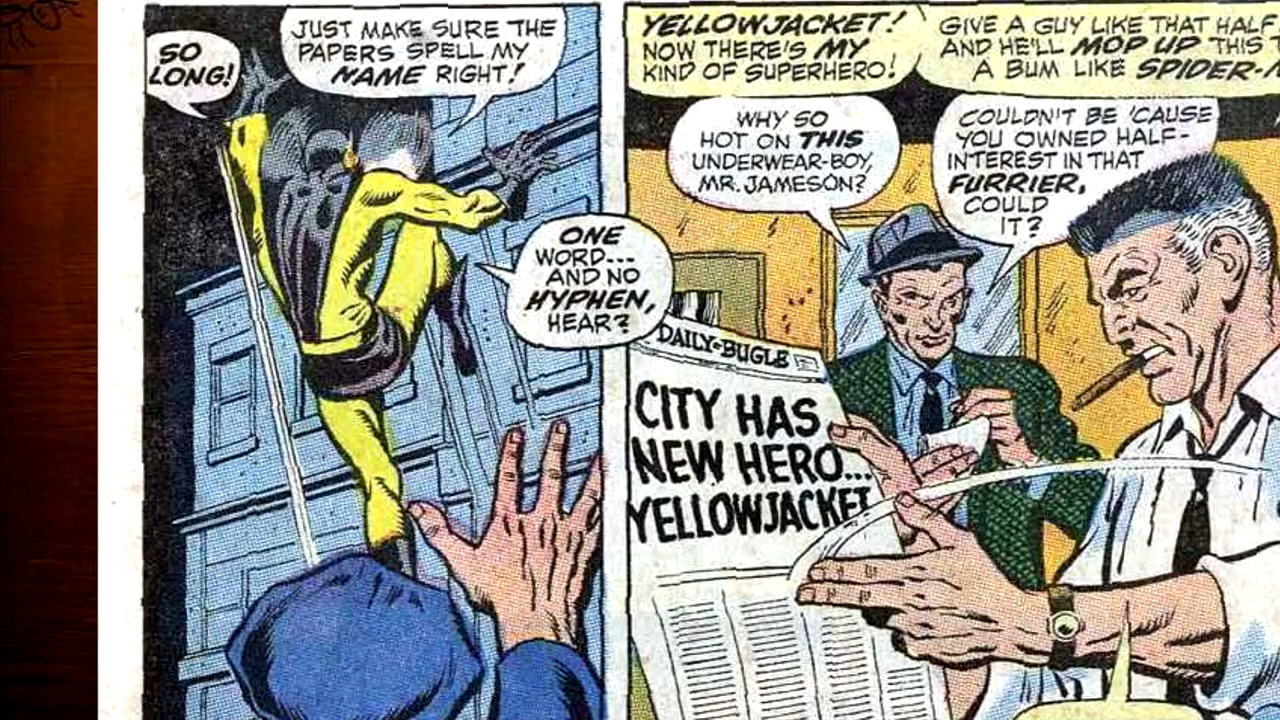 SO
LONG!
JUST MAKE SURE THE
PAPERS SPELL MY
NAME RIGHT!
ONE
WORD...
AND NO
HYPHEN,
HEAR?
YELLOWJACKET!
NOW THERE'S MY
KIND OF SUPERHERO!
GIVE A GUY LIKE THAT HALF
AND HE'LL MOP UP THIS
A BUM LIKE SPIDER-
WHY SO
HOT ON THIS
UNDERWEAR-BOY,
MR. JAMESON?
COULDN'T BE 'CAUSE
YOU OWNED HALF-
INTEREST IN THAT
FURRIER,
COULD
IT?
DAILY BUGLE
CITY HAS
NEW HERO...
YELLOWJACKET